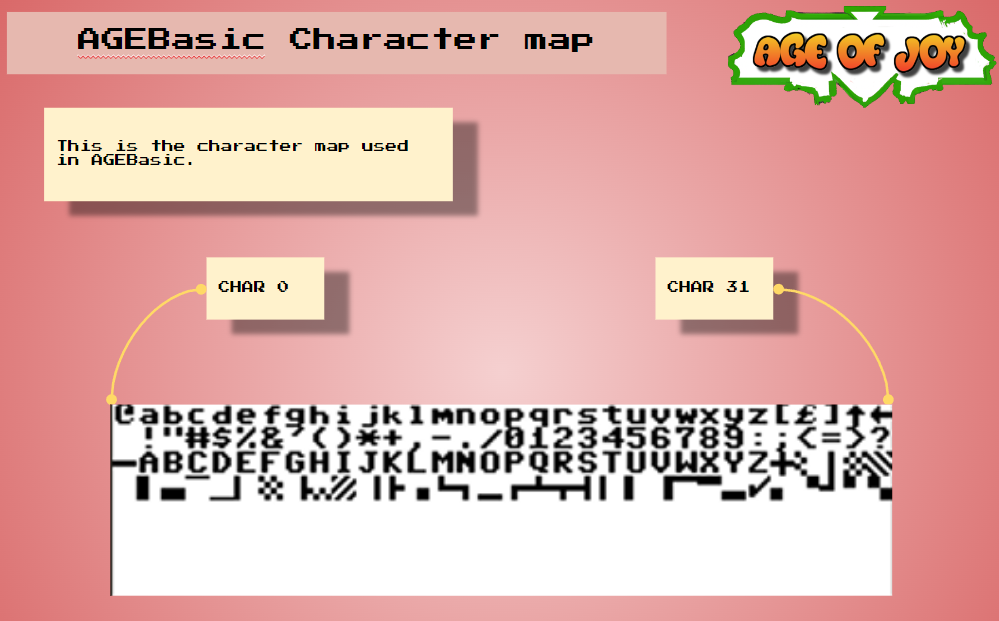 AGEBasic Character map
AGE OF JOY
This is the character map used
in AGEBasic.
CHAR 0
CHAR 31
@abcdefghijklmnopqrstuvwxyz[£]↑←
!"#$%&'()*+,-./0123456789:;<=>?
ABCDEFGHIJKLMNOPQRSTUVWXYZ